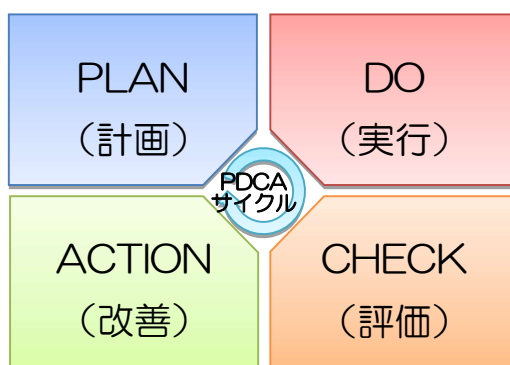 PLAN
（計画）
DO
（実行）
PDCA
サイクル
ACTION
（改善）
CHECK
（評価）